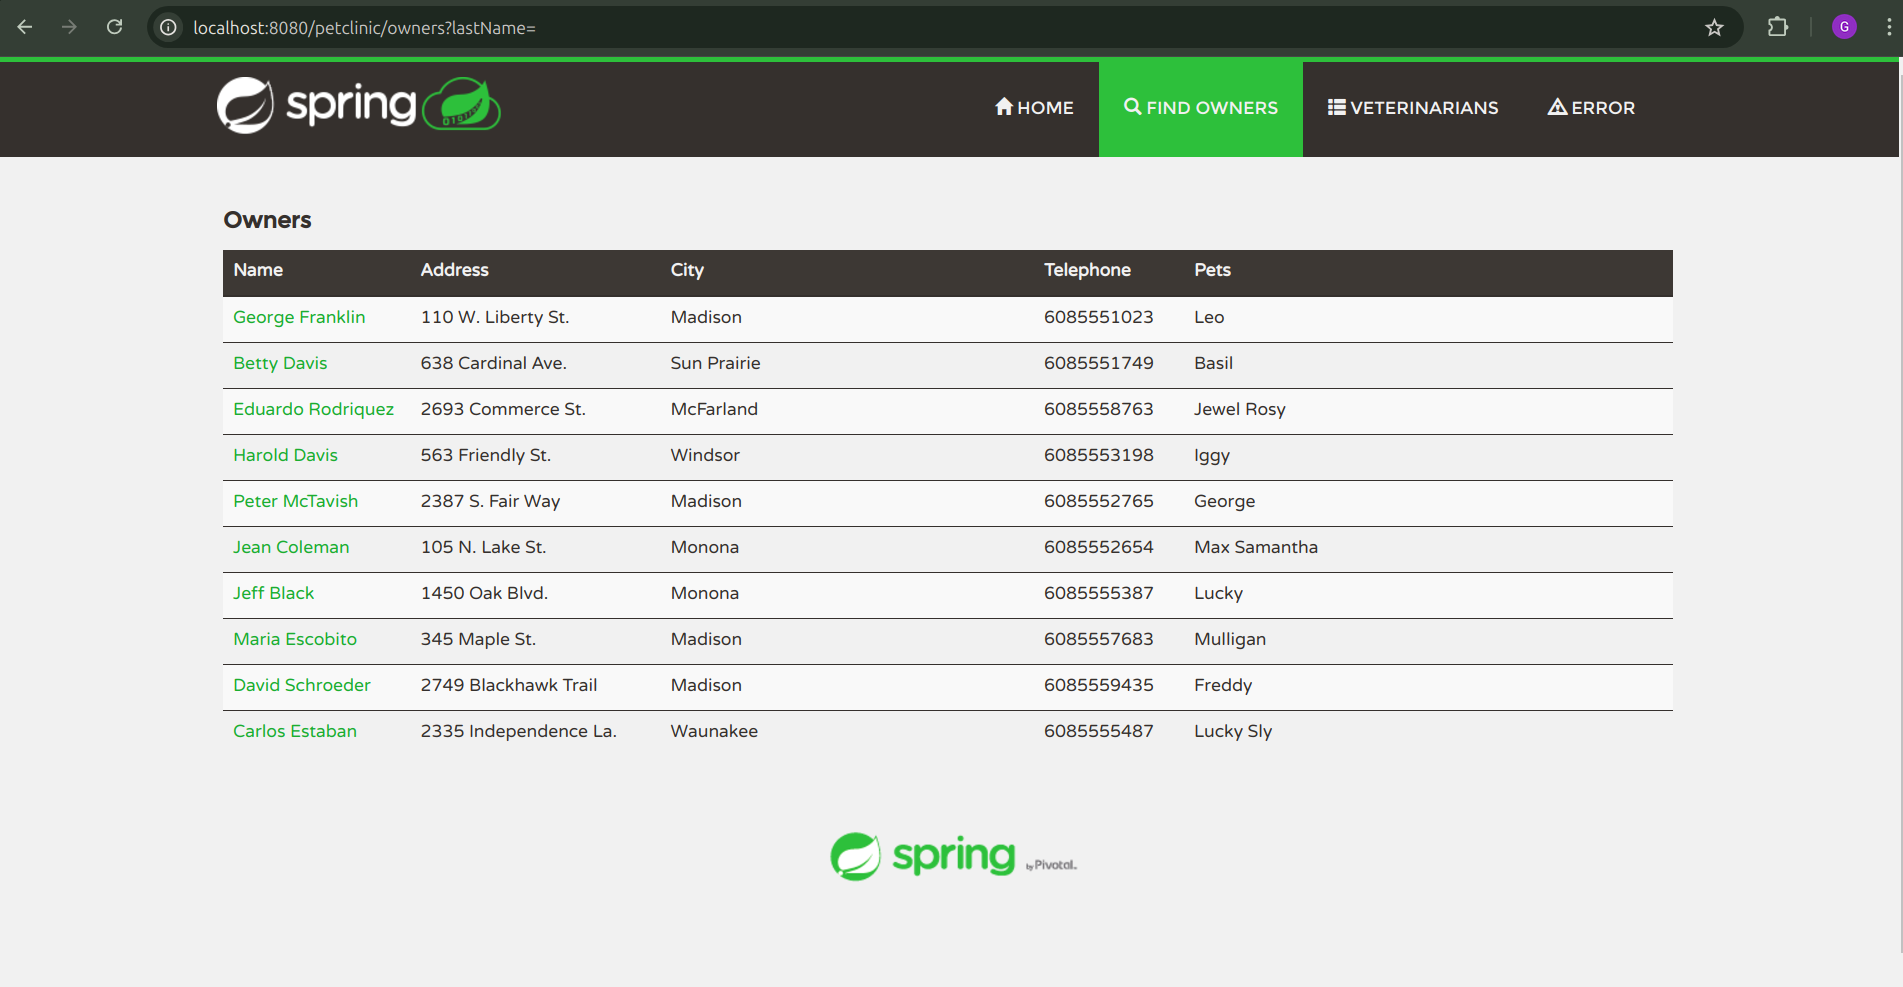 localhost:8080/petclinic/owners?lastName=
G
spring
HOME
FIND OWNERS
VETERINARIANS
ERROR
Owners
Name Address City Telephone Pets
George Franklin 110 W. Liberty St. Madison 6085551023 Leo
Betty Davis 638 Cardinal Ave. Sun Prairie 6085551749 Basil
Eduardo Rodriquez 2693 Commerce St. McFarland 6085558763 Jewel Rosy
Harold Davis 563 Friendly St. Windsor 6085553198 Iggy
Peter McTavish 2387 S. Fair Way Madison 6085552765 George
Jean Coleman 105 N. Lake St. Monona 6085552654 Max Samantha
Jeff Black 1450 Oak Blvd. Monona 6085555387 Lucky
Maria Escobito 345 Maple St. Madison 6085557683 Mulligan
David Schroeder 2749 Blackhawk Trail Madison 6085559435 Freddy
Carlos Estaban 2335 Independence La. Waunakee 6085555487 Lucky Sly
spring by Pivotal.